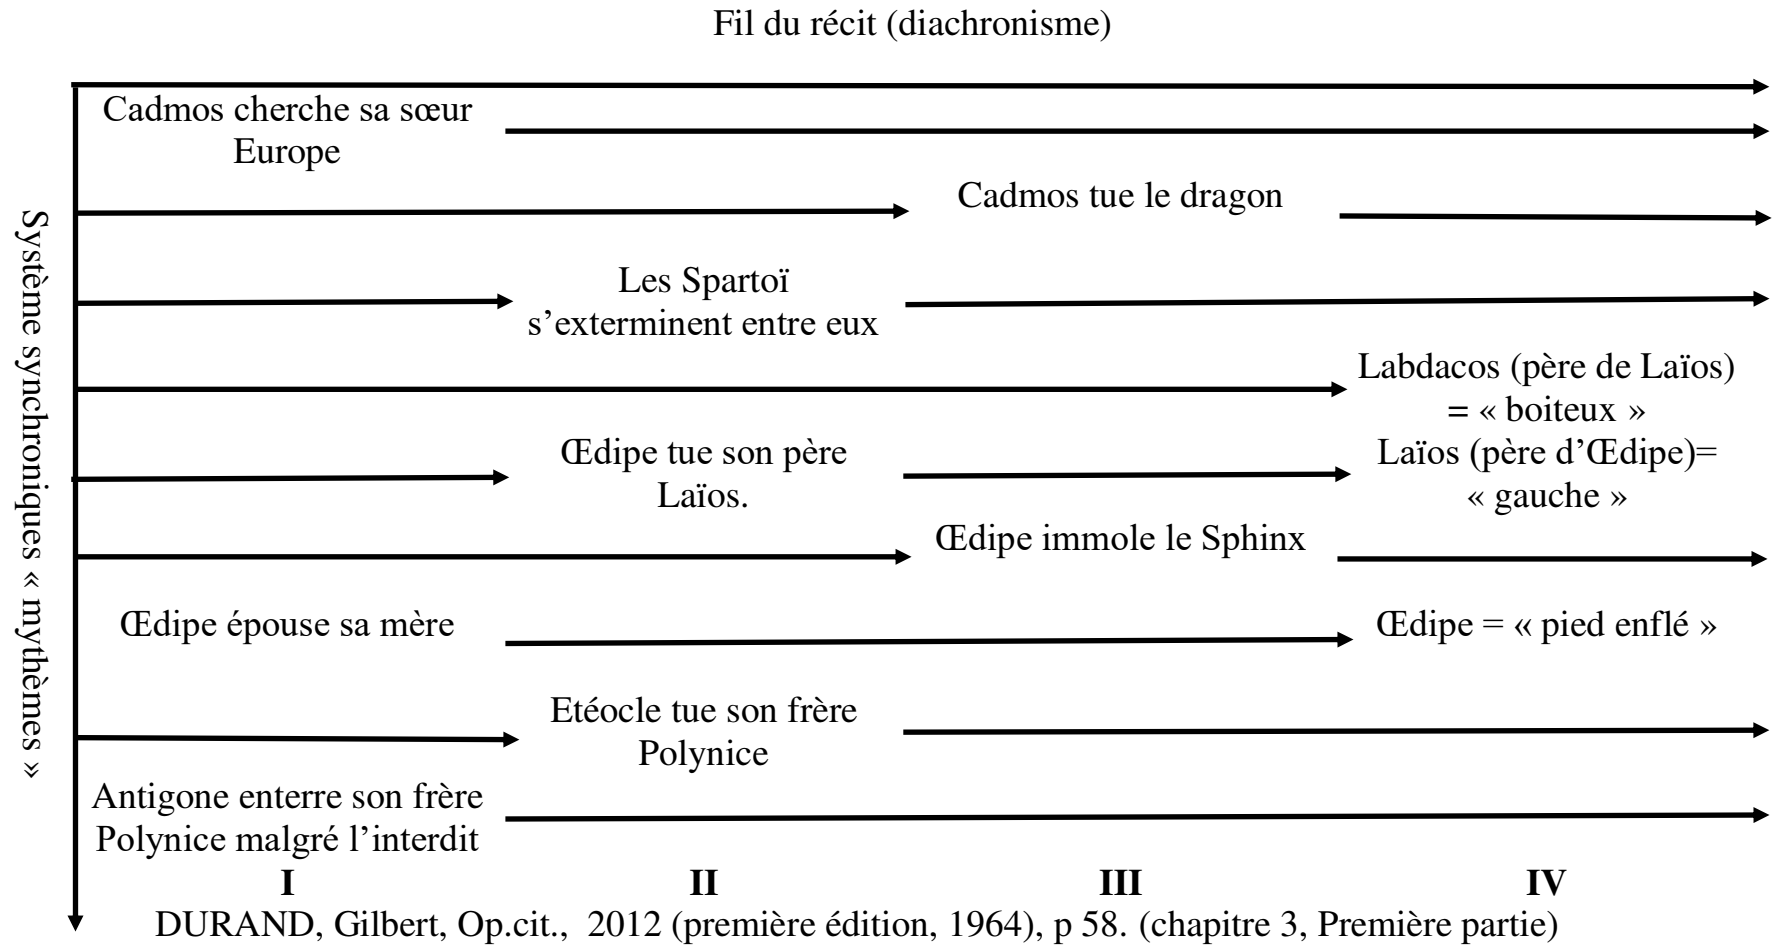 Fil du récit (diachronisme)
Système synchroniques « mythèmes »
Cadmos cherche sa sœur
Europe
Cadmos tue le dragon
Les Spartoï
s’exterminent entre eux
Labdacos (père de Laïos)
= « boiteux »
Œdipe tue son père
Laïos.
Laïos (père d’Œdipe)=
« gauche »
Œdipe immole le Sphinx
Œdipe épouse sa mère
Œdipe = « pied enflé »
Etéocle tue son frère
Polynice
Antigone enterre son frère
Polynice malgré l’interdit
I II III IV
DURAND, Gilbert, Op.cit., 2012 (première édition, 1964), p 58. (chapitre 3, Première partie)